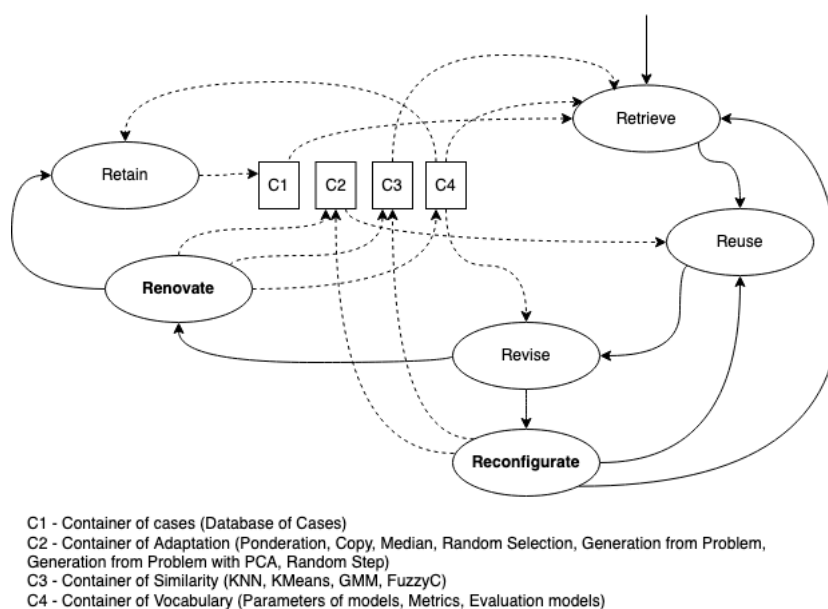 Retrieve
Retain
C1
C2
C3
C4
Reuse
Renovate
Revise
Reconfigurate
C1 - Container of cases (Database of Cases)
C2 - Container of Adaptation (Ponderation, Copy, Median, Random Selection, Generation from Problem,
Generation from Problem with PCA, Random Step)
C3 - Container of Similarity (KNN, KMeans, GMM, FuzzyC)
C4 - Container of Vocabulary (Parameters of models, Metrics, Evaluation models)